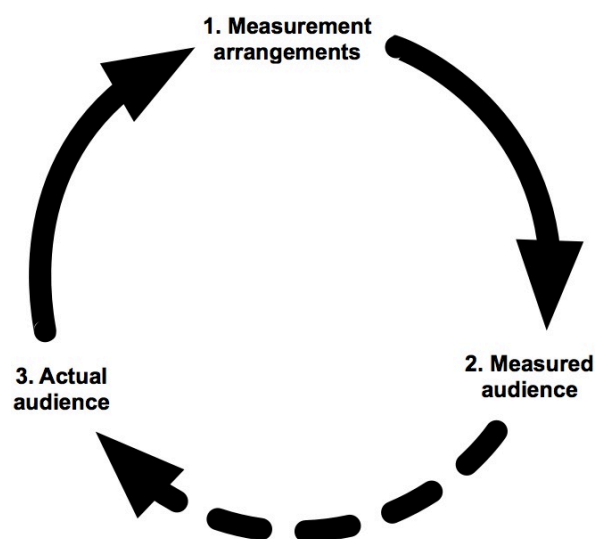 1. Measurement
arrangements
2. Measured
audience
3. Actual
audience